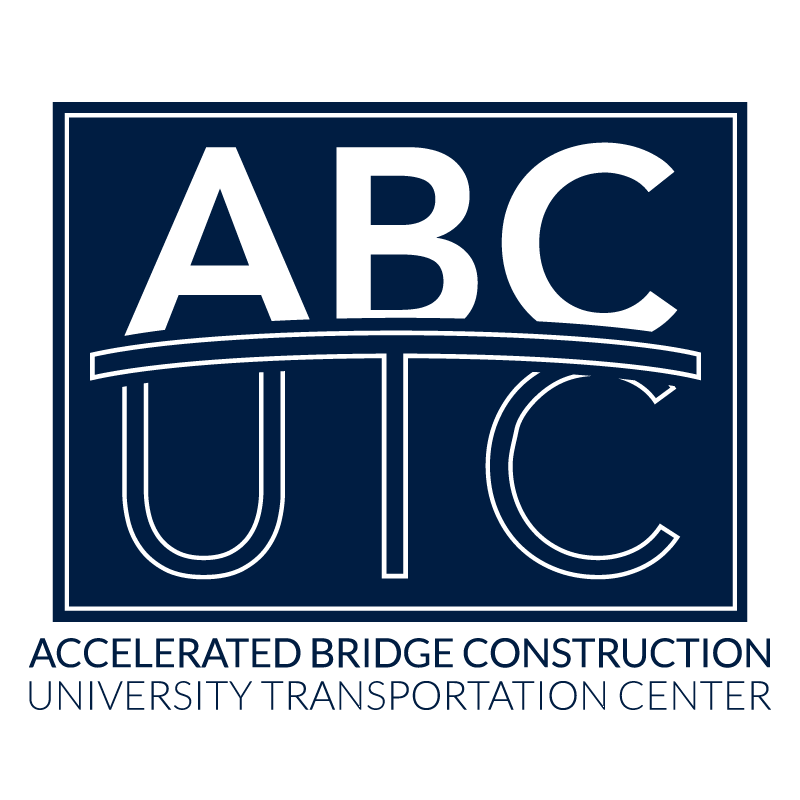 ABC
UTC
ACCELERATED BRIDGE CONSTRUCTION
UNIVERSITY TRANSPORTATION CENTER